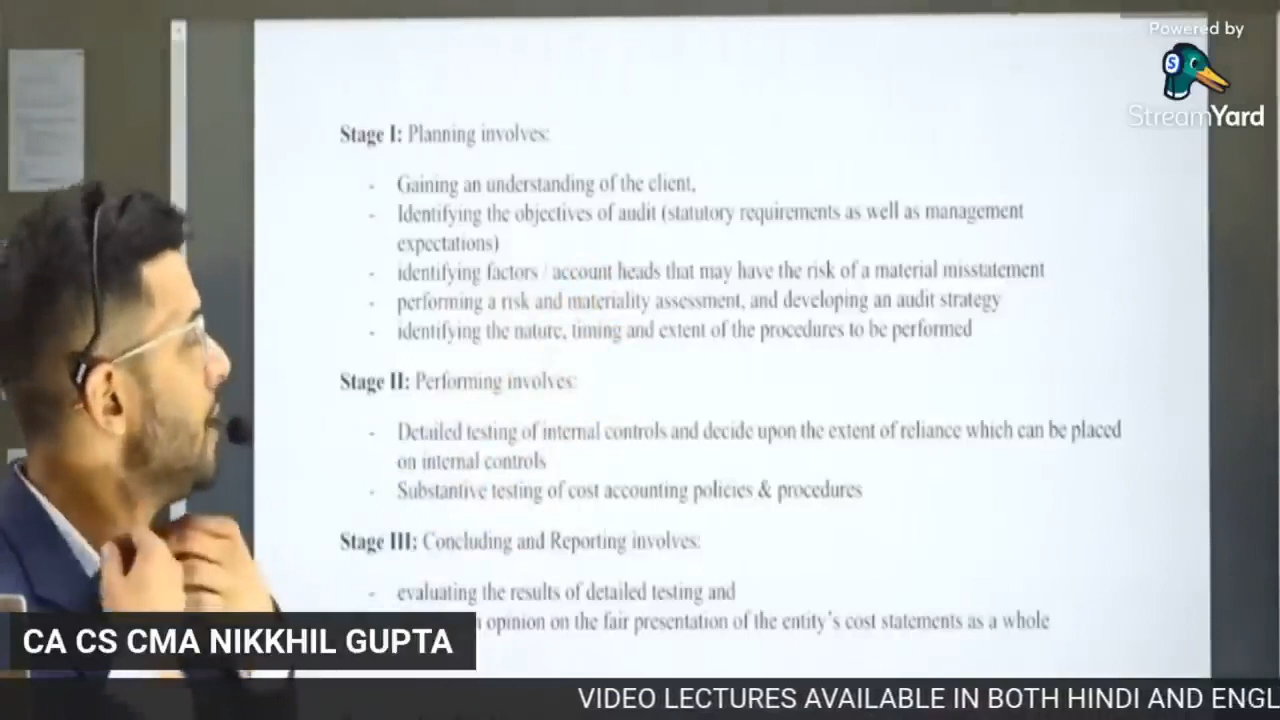 Powered by
StreamYard
Stage I: Planning involves:
- Gaining an understanding of the client,
- Identifying the objectives of audit (statutory requirements as well as management
expectations)
- identifying factors / account heads that may have the risk of a material misstatement
- performing a risk and materiality assessment, and developing an audit strategy
- identifying the nature, timing and extent of the procedures to be performed
Stage II: Performing involves:
- Detailed testing of internal controls and decide upon the extent of reliance which can be placed
on internal controls
- Substantive testing of cost accounting policies & procedures
Stage III: Concluding and Reporting involves:
- evaluating the results of detailed testing and
opinion on the fair presentation of the entity's cost statements as a whole
CA CS CMA NIKKHIL GUPTA
VIDEO LECTURES AVAILABLE IN BOTH HINDI AND ENGL